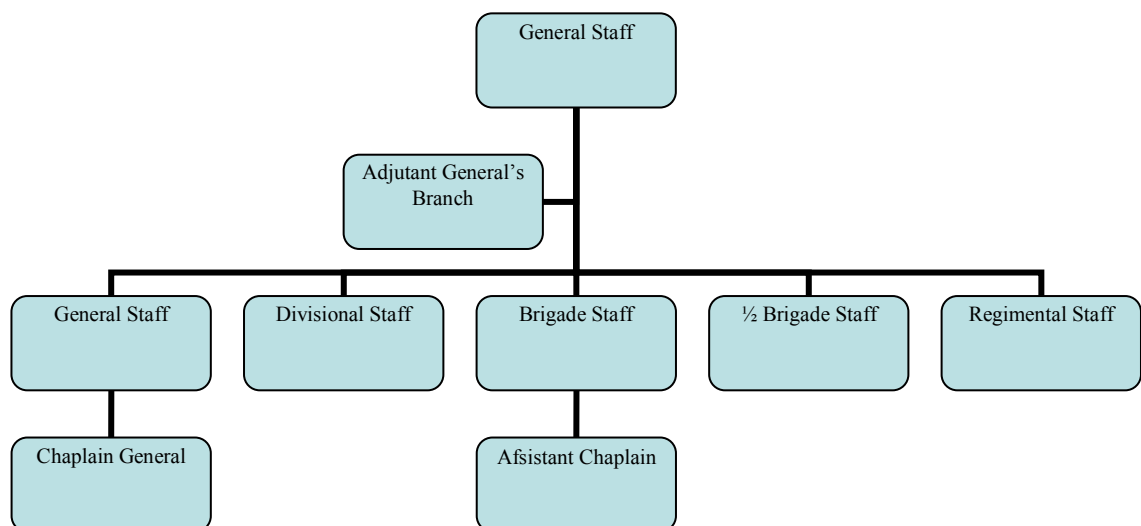 General Staff
Adjutant General’s
Branch
General Staff
Divisional Staff
Brigade Staff
½ Brigade Staff
Regimental Staff
Chaplain General
Afsistant Chaplain